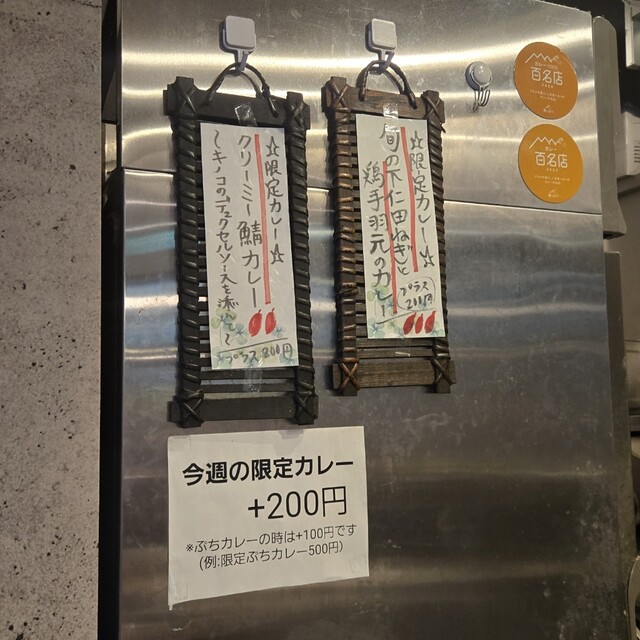 ☆限定カレー☆
クリーミー鯖カレー
〜キノコのデュクセルソースを添えて〜
プラス200円
☆限定カレー☆
旬の下仁田ねぎと
鶏手羽元のカレー
プラス
200円
今週の限定カレー
+200円
※ぷちカレーの時は+100円です
(例:限定ぷちカレー500円)
百名店
百名店